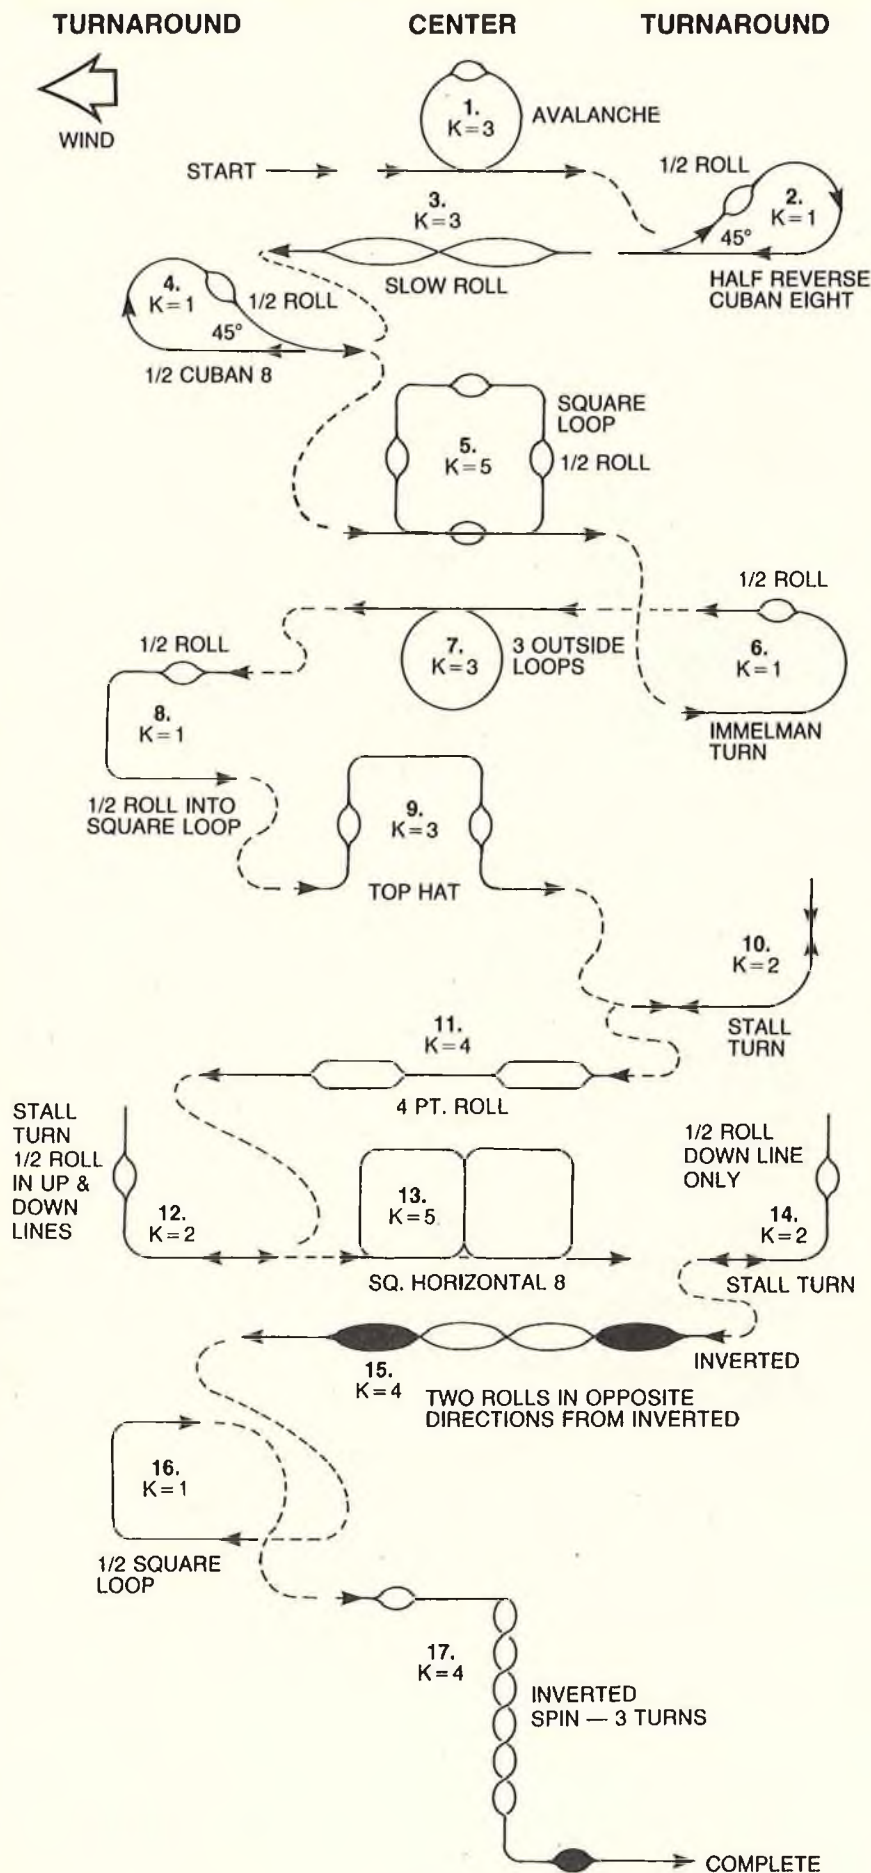 TURNAROUND
CENTER
TURNAROUND
WIND
1.
K=3
AVALANCHE
START
1/2 ROLL
2.
K=1
45°
HALF REVERSE
CUBAN EIGHT
3.
K=3
SLOW ROLL
4.
K=1
1/2 ROLL
45°
1/2 CUBAN 8
SQUARE
LOOP
5.
K=5
1/2 ROLL
1/2 ROLL
6.
K=1
IMMELMAN
TURN
7.
K=3
3 OUTSIDE
LOOPS
1/2 ROLL
8.
K=1
1/2 ROLL INTO
SQUARE LOOP
9.
K=3
TOP HAT
10.
K=2
STALL
TURN
11.
K=4
4 PT. ROLL
STALL
TURN
1/2 ROLL
IN UP &
DOWN
LINES
12.
K=2
13.
K=5
SQ. HORIZONTAL 8
1/2 ROLL
DOWN LINE
ONLY
14.
K=2
STALL TURN
INVERTED
15.
K=4
TWO ROLLS IN OPPOSITE
DIRECTIONS FROM INVERTED
16.
K=1
1/2 SQUARE
LOOP
17.
K=4
INVERTED
SPIN — 3 TURNS
COMPLETE